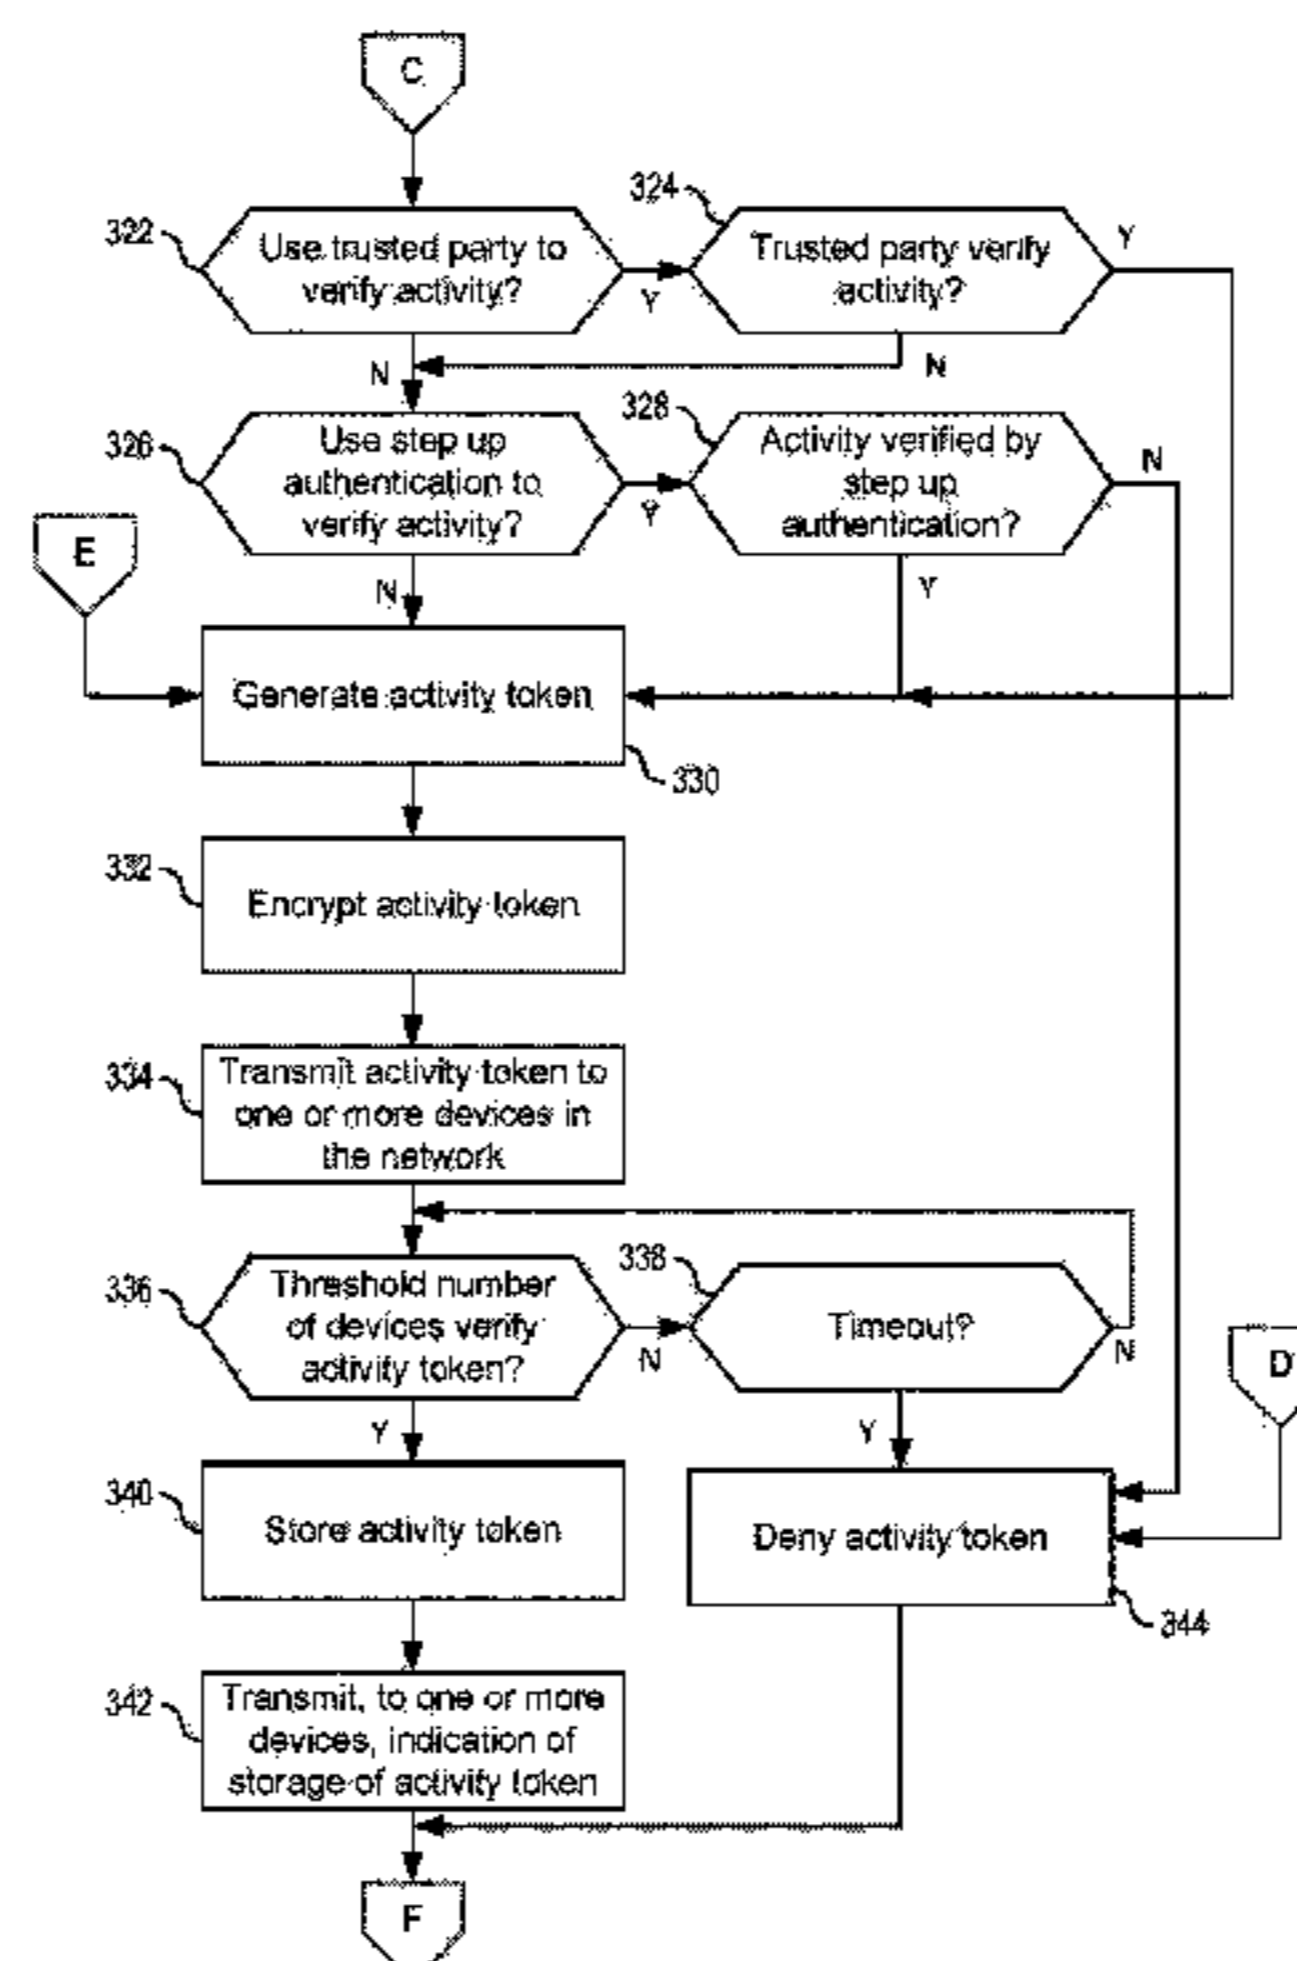 C
324
322
Use trusted party to
verify activity?
Trusted party verify
activity?
Y
Y
N
N
328
326
Use step up
authentication to
verify activity?
Activity verified by
step up
authentication?
N
Y
E
N
Y
Generate activity token
330
332
Encrypt activity token
334
Transmit activity token to
one or more devices in
the network
336
Threshold number
of devices verify
activity token?
338
Timeout?
N
N
D
Y
Y
340
Store activity token
Deny activity token
344
342
Transmit, to one or more
devices, indication of
storage of activity token
F